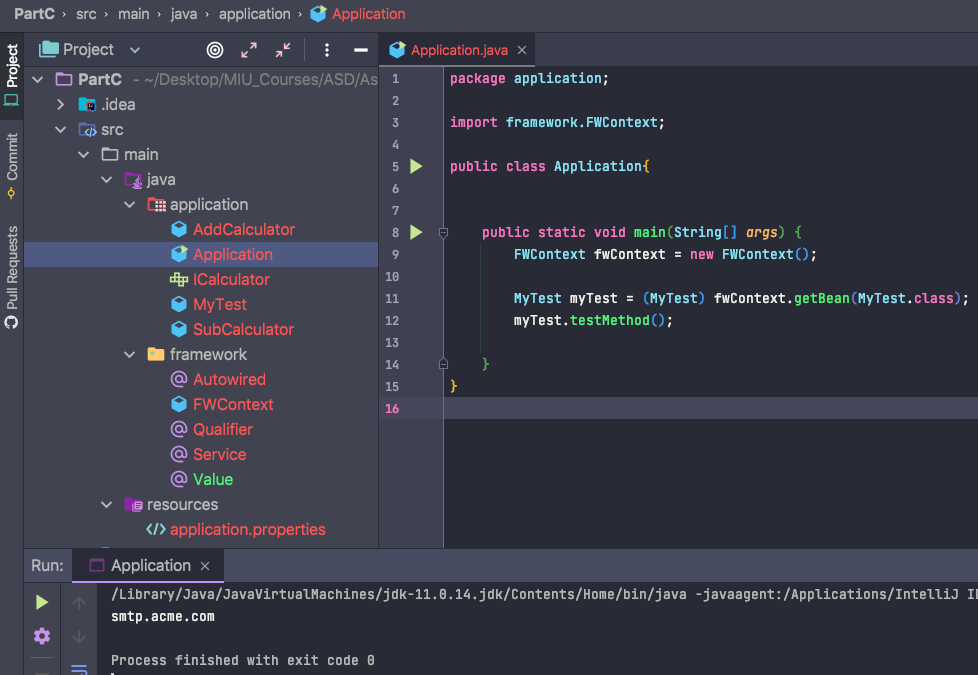 PartC › src › main › java › application › Application
Project
Commit
Pull Requests
Project
PartC - ~/Desktop/MIU_Courses/ASD/As
.idea
src
main
java
application
AddCalculator
Application
ICalculator
MyTest
SubCalculator
framework
Autowired
FWContext
Qualifier
Service
Value
resources
application.properties
Application.java ×
1 package application;
2
3 import framework.FWContext;
4
5 public class Application{
6
7
8 public static void main(String[] args) {
9 FWContext fwContext = new FWContext();
10
11 MyTest myTest = (MyTest) fwContext.getBean(MyTest.class);
12 myTest.testMethod();
13
14 }
15 }
16
Run: Application ×
/Library/Java/JavaVirtualMachines/jdk-11.0.14.jdk/Contents/Home/bin/java -javaagent:/Applications/IntelliJ
smtp.acme.com
Process finished with exit code 0